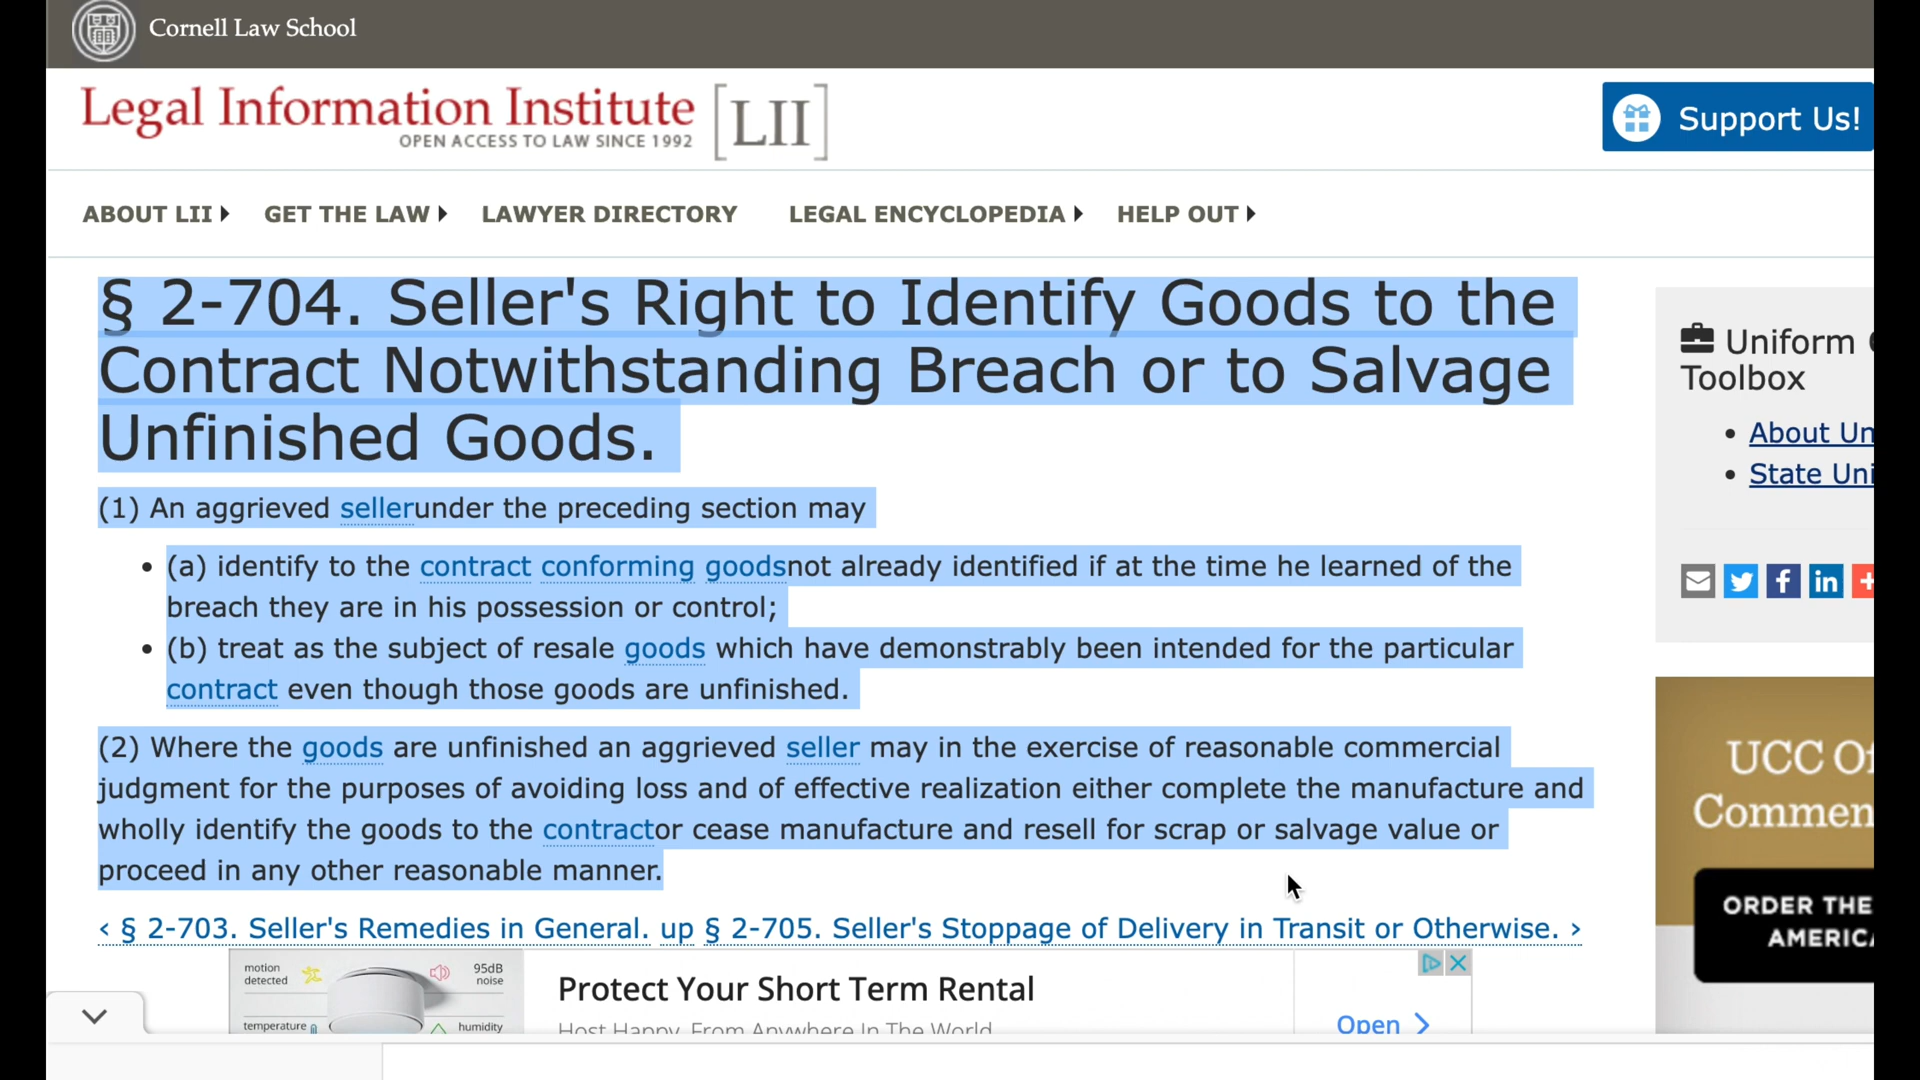 Cornell Law School
Legal Information Institute [LII]
OPEN ACCESS TO LAW SINCE 1992
Support Us!
ABOUT LII GET THE LAW LAWYER DIRECTORY LEGAL ENCYCLOPEDIA HELP OUT
§ 2-704. Seller's Right to Identify Goods to the
Contract Notwithstanding Breach or to Salvage
Unfinished Goods.
(1) An aggrieved sellerunder the preceding section may
• (a) identify to the contract conforming goodsnot already identified if at the time he learned of the
breach they are in his possession or control;
• (b) treat as the subject of resale goods which have demonstrably been intended for the particular
contract even though those goods are unfinished.
(2) Where the goods are unfinished an aggrieved seller may in the exercise of reasonable commercial
judgment for the purposes of avoiding loss and of effective realization either complete the manufacture and
wholly identify the goods to the contractor cease manufacture and resell for scrap or salvage value or
proceed in any other reasonable manner.
‹ § 2-703. Seller's Remedies in General. up § 2-705. Seller's Stoppage of Delivery in Transit or Otherwise. ›
Uniform
Toolbox
• About Un
• State Uni
UCC Of
Commen
ORDER THE
AMERICA
motion
detected
95dB
noise
temperature
humidity
Protect Your Short Term Rental
Host Happy. From Anywhere In The World
Open